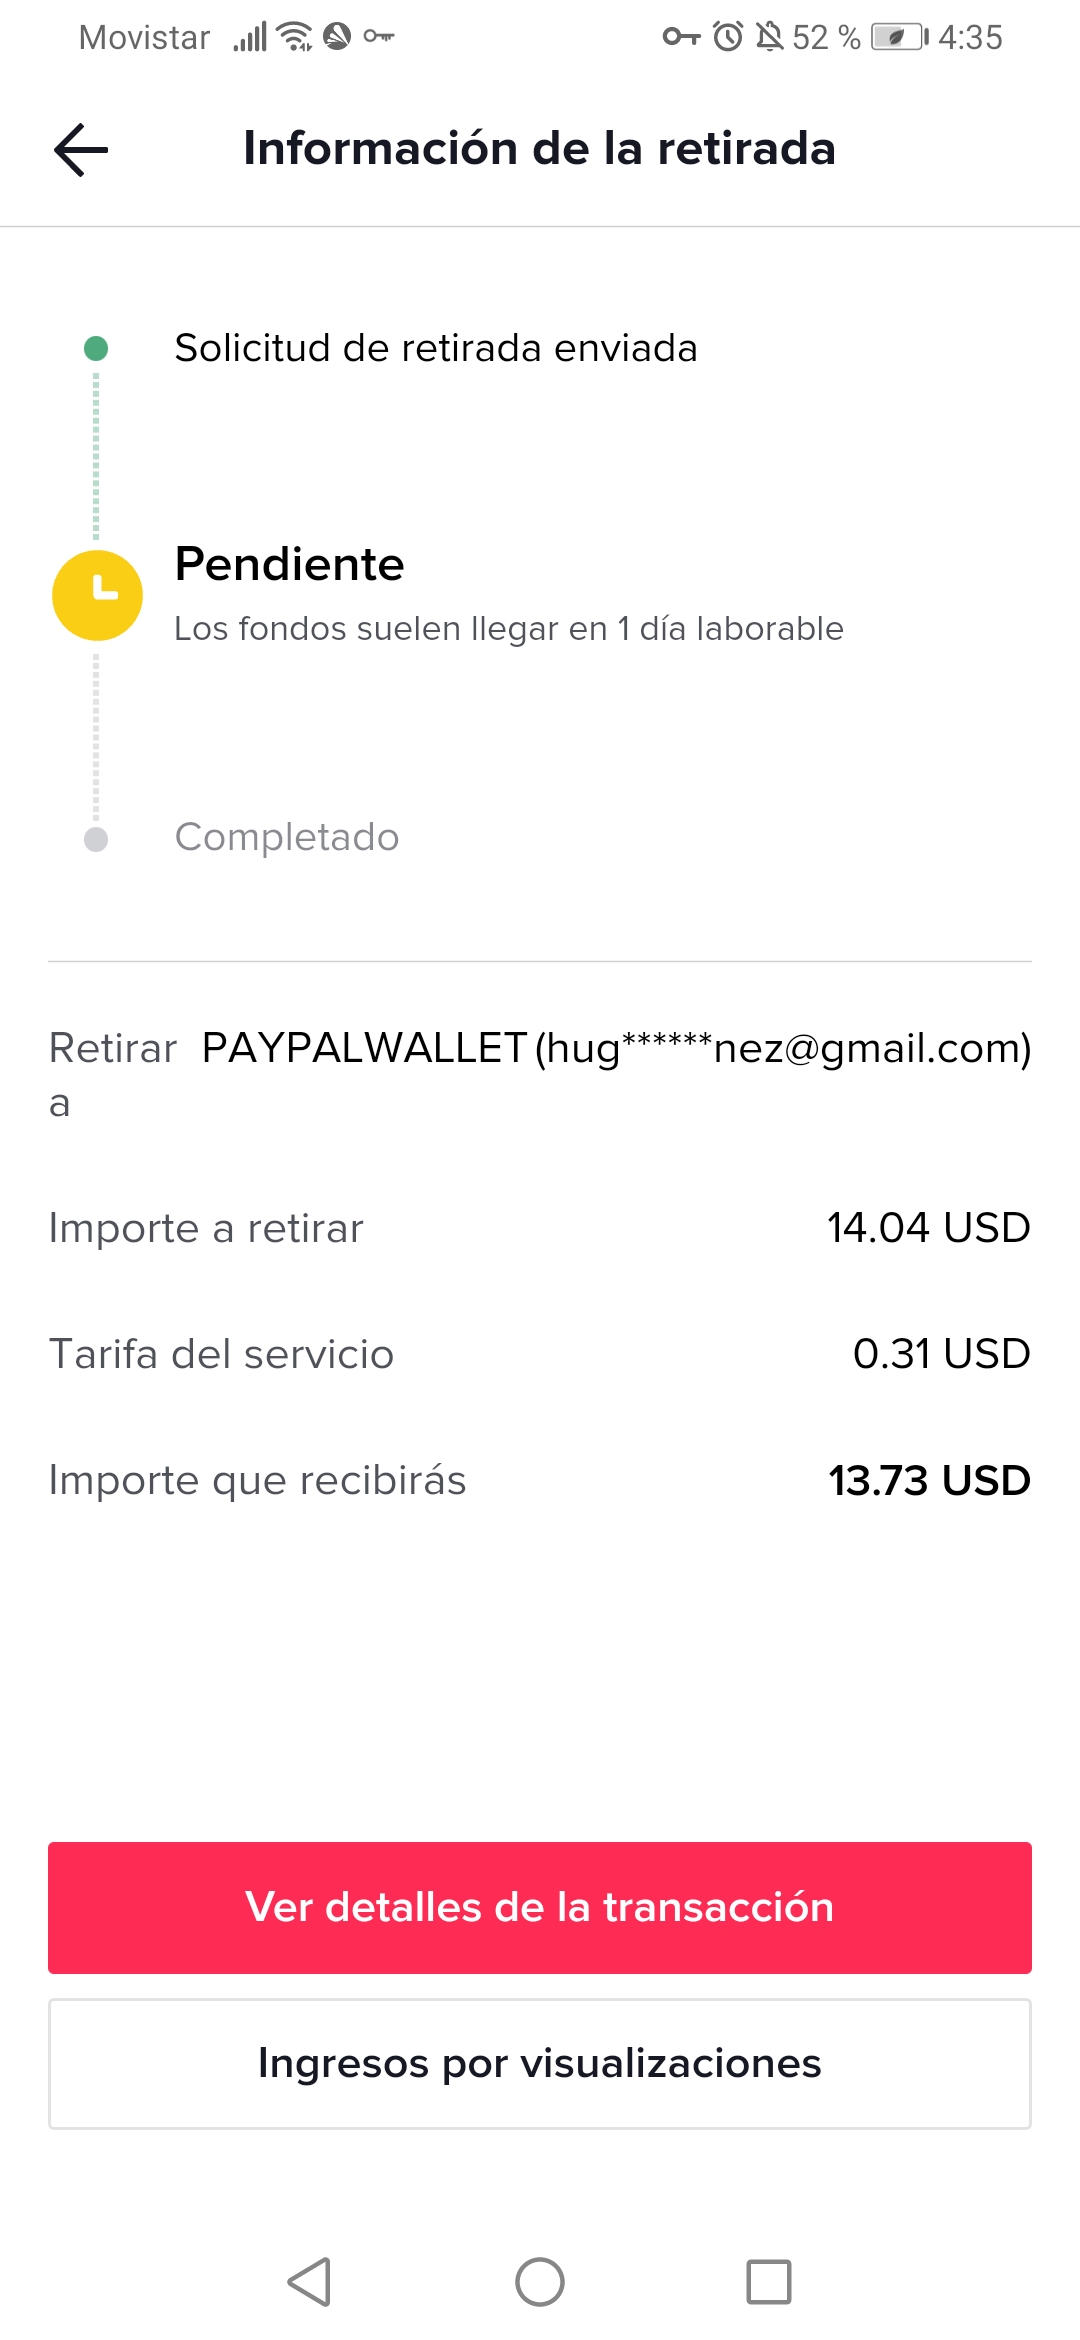 Movistar 52 % 4:35
Información de la retirada
Solicitud de retirada enviada
Pendiente
Los fondos suelen llegar en 1 día laborable
Completado
Retirar a PAYPALWALLET (hug******nez@gmail.com)
Importe a retirar 14.04 USD
Tarifa del servicio 0.31 USD
Importe que recibirás 13.73 USD
Ver detalles de la transacción
Ingresos por visualizaciones